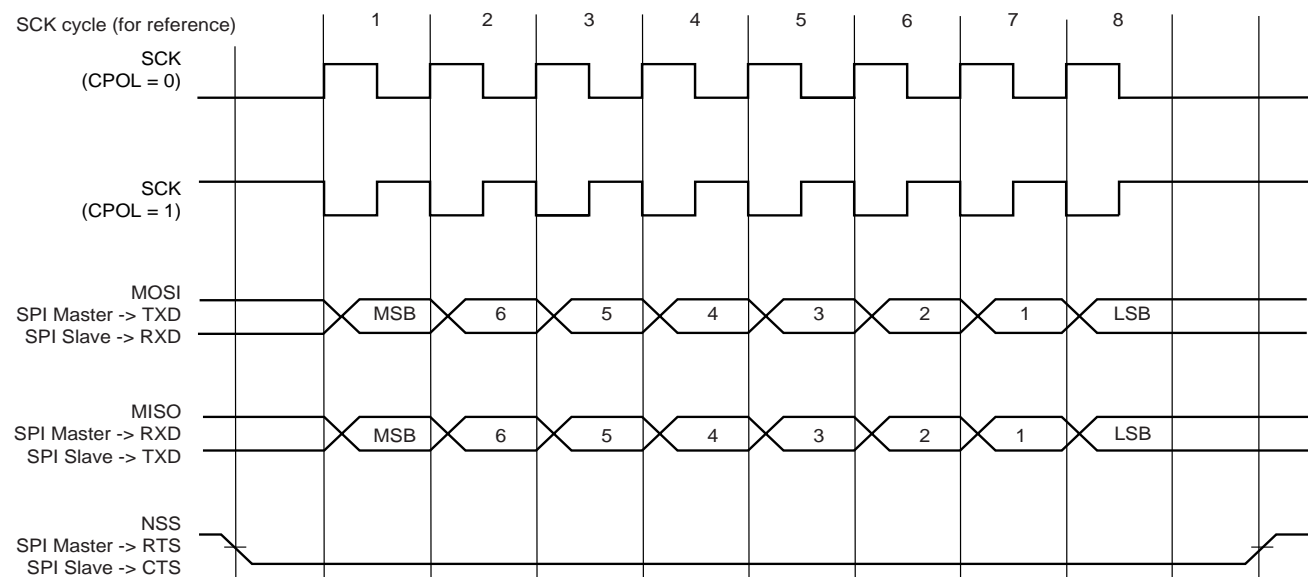 SCK cycle (for reference)
1 2 3 4 5 6 7 8
SCK
(CPOL = 0)
SCK
(CPOL = 1)
MOSI
SPI Master -> TXD
SPI Slave -> RXD
MSB 6 5 4 3 2 1 LSB
MISO
SPI Master -> RXD
SPI Slave -> TXD
MSB 6 5 4 3 2 1 LSB
NSS
SPI Master -> RTS
SPI Slave -> CTS